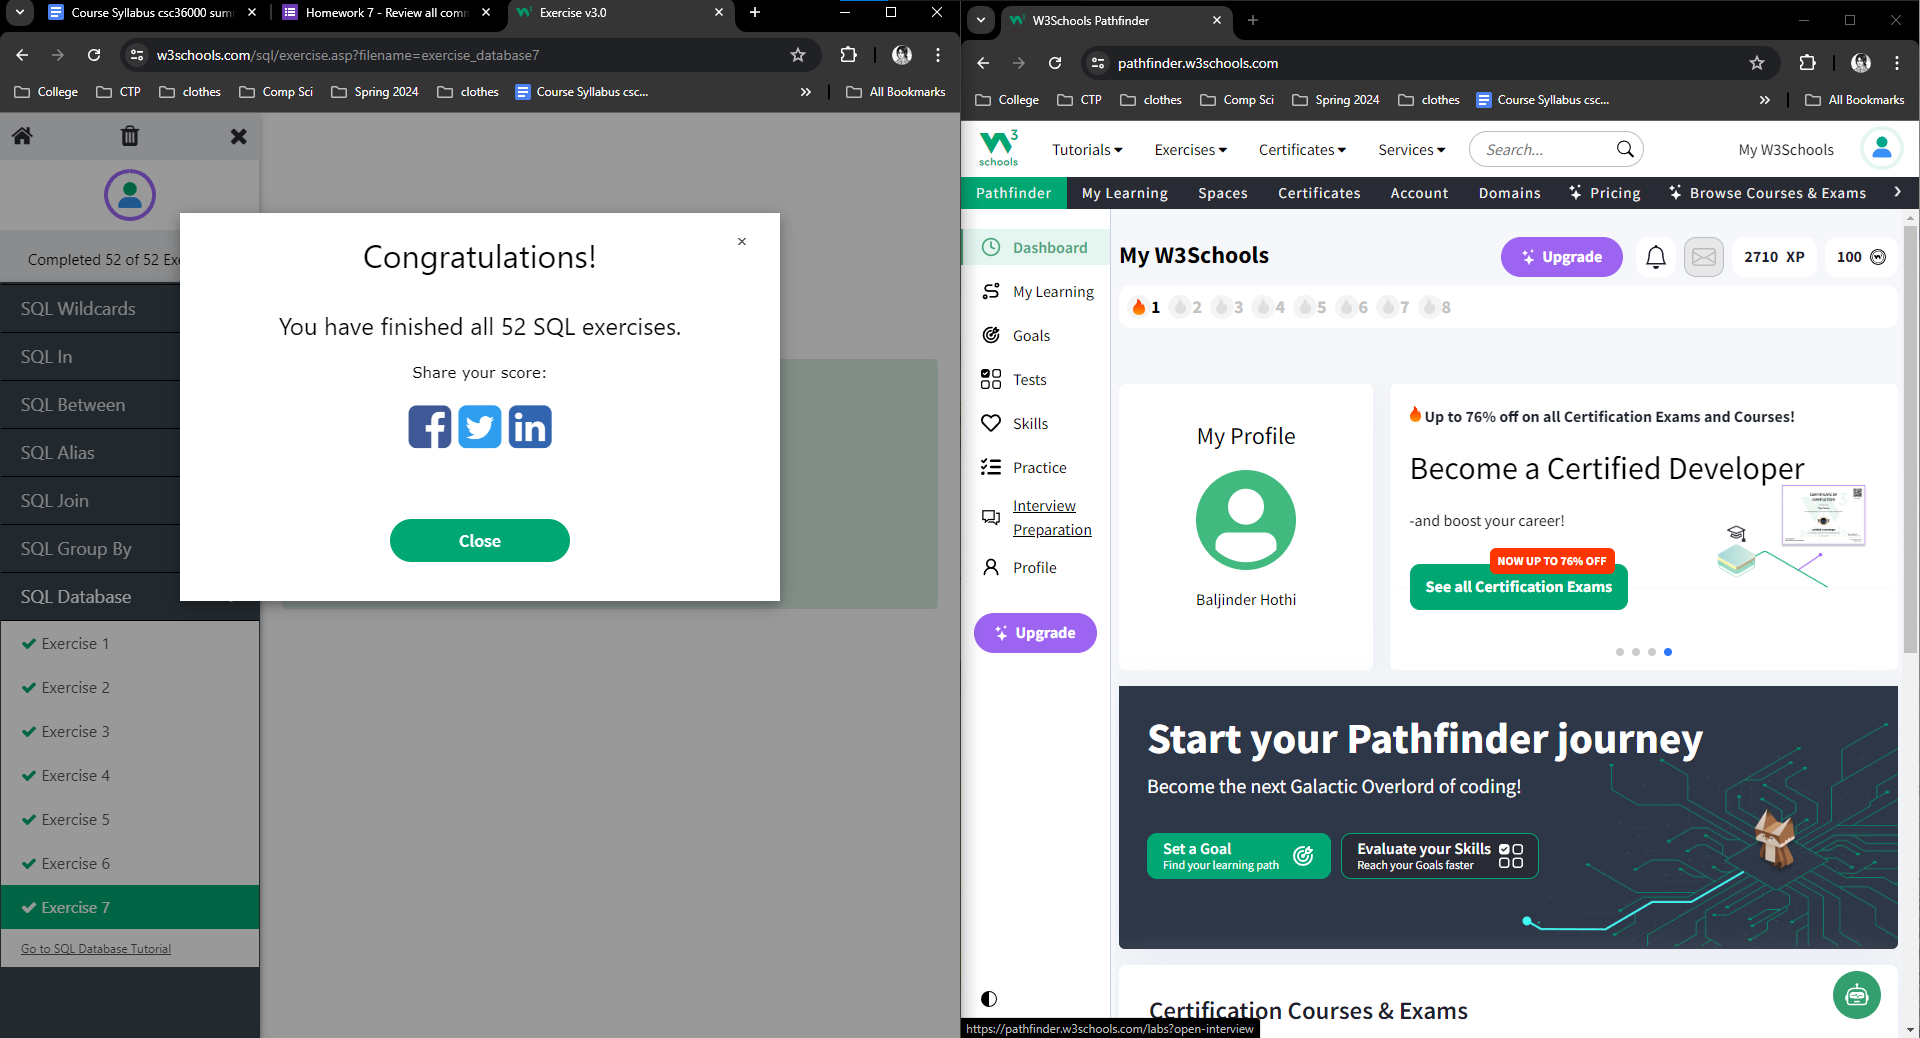 Course Syllabus csc36000 sum
Homework 7 - Review all com
Exercise v3.0
w3schools.com/sql/exercise.asp?filename=exercise_database7
College
CTP
clothes
Comp Sci
Spring 2024
clothes
Course Syllabus csc...
All Bookmarks
Completed 52 of 52 Exe
SQL Wildcards
SQL In
SQL Between
SQL Alias
SQL Join
SQL Group By
SQL Database
Exercise 1
Exercise 2
Exercise 3
Exercise 4
Exercise 5
Exercise 6
Exercise 7
Go to SQL Database Tutorial
Congratulations!
You have finished all 52 SQL exercises.
Share your score:
Close
W3Schools Pathfinder
pathfinder.w3schools.com
College
CTP
clothes
Comp Sci
Spring 2024
clothes
Course Syllabus csc...
All Bookmarks
W3
schools
Tutorials
Exercises
Certificates
Services
Search...
My W3Schools
Pathfinder
My Learning
Spaces
Certificates
Account
Domains
Pricing
Browse Courses & Exams
Dashboard
My Learning
Goals
Tests
Skills
Practice
Interview
Preparation
Profile
Upgrade
My W3Schools
Upgrade
2710 XP
100
1 2 3 4 5 6 7 8
My Profile
Baljinder Hothi
Up to 76% off on all Certification Exams and Courses!
Become a Certified Developer
-and boost your career!
NOW UP TO 76% OFF
See all Certification Exams
Start your Pathfinder journey
Become the next Galactic Overlord of coding!
Set a Goal
Find your learning path
Evaluate your Skills
Reach your Goals faster
Certification Courses & Exams
https://pathfinder.w3schools.com/labs?open-interview